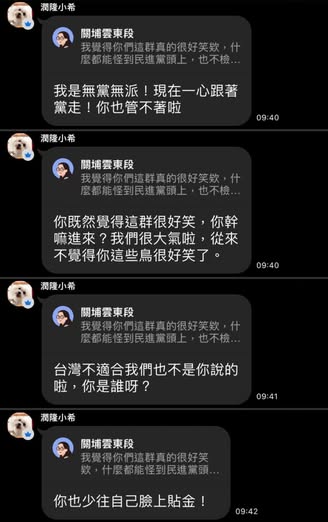 潤隆小希
關埔雲東段
我覺得你們這群真的很好笑欸，什
麼都能怪到民進黨頭上，也不檢...
我是無黨無派！現在一心跟著
黨走！你也管不著啦
09:40
潤隆小希
關埔雲東段
我覺得你們這群真的很好笑欸，什
麼都能怪到民進黨頭上，也不檢...
你既然覺得這群很好笑，你幹
嘛進來？我們很大氣啦，從來
不覺得你這些鳥很好笑了。
09:40
潤隆小希
關埔雲東段
我覺得你們這群真的很好笑欸，什
麼都能怪到民進黨頭上，也不檢...
台灣不適合我們也不是你說的
啦，你是誰呀？
09:41
潤隆小希
關埔雲東段
我覺得你們這群真的很好笑
欸，什麼都能怪到民進黨頭...
你也少往自己臉上貼金！
09:42